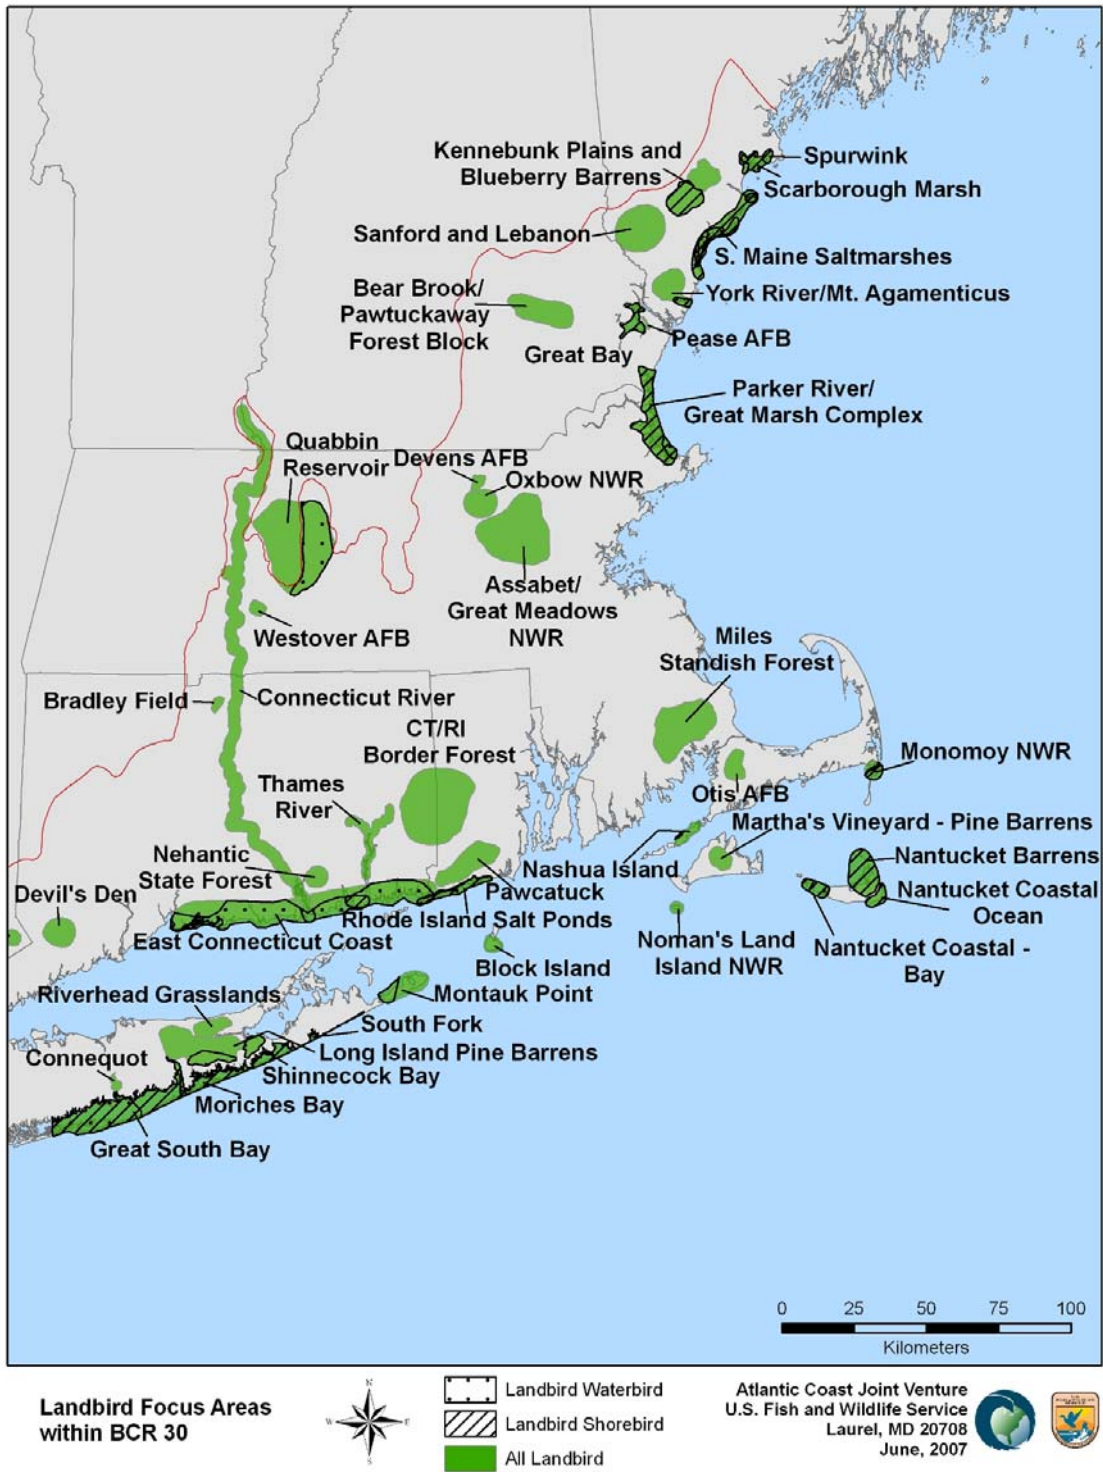 Kennebunk Plains and
Blueberry Barrens
Spurwink
Scarborough Marsh
Sanford and Lebanon
S. Maine Saltmarshes
Bear Brook/
Pawtuckaway
Forest Block
York River/Mt. Agamenticus
Great Bay
Pease AFB
Parker River/
Great Marsh Complex
Quabbin
Reservoir
Devens AFB
Oxbow NWR
Assabet/
Great Meadows
NWR
Westover AFB
Miles
Standish Forest
Bradley Field
Connecticut River
CT/RI
Border Forest
Monomoy NWR
Thames
River
Otis AFB
Martha's Vineyard - Pine Barrens
Nehantic
State Forest
Nashua Island
Nantucket Barrens
Devil's Den
Pawcatuck
Nantucket Coastal
Ocean
Rhode Island Salt Ponds
East Connecticut Coast
Noman's Land
Island NWR
Nantucket Coastal -
Bay
Block Island
Riverhead Grasslands
Montauk Point
South Fork
Connequot
Long Island Pine Barrens
Shinnecock Bay
Moriches Bay
Great South Bay
0 25 50 75 100
Kilometers
Landbird Focus Areas
within BCR 30
N
W E
S
Landbird Waterbird
Landbird Shorebird
All Landbird
Atlantic Coast Joint Venture
U.S. Fish and Wildlife Service
Laurel, MD 20708
June, 2007